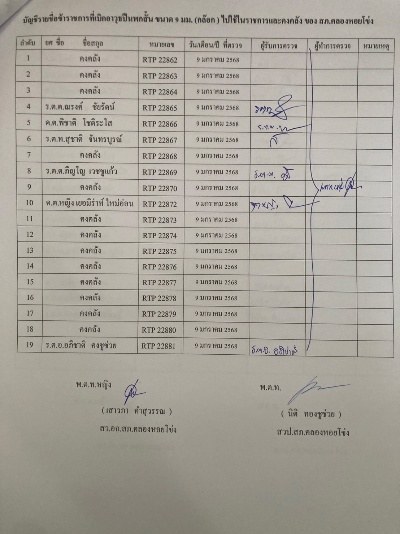 บัญชีรายชื่อข้าราชการที่เบิกอาวุธปืนพกสั้น ขนาด 9 มม. (กล็อก) ไปใช้ในราชการและคงคลัง ของ สภ.คลองหอยโข่ง
ลำดับ ยศ ชื่อ ชื่อสกุล หมายเลข วัน/เดือน/ปี ที่ตรวจ ผู้รับการตรวจ ผู้ทำการตรวจ หมายเหตุ
1 คงคลัง RTP 22862 9 มกราคม 2568
2 คงคลัง RTP 22863 9 มกราคม 2568
3 คงคลัง RTP 22864 9 มกราคม 2568
4 ร.ต.ต.ณรงค์ ชัยรัตน์ RTP 22865 9 มกราคม 2568
5 ด.ต.พิชาติ โชติระโส RTP 22866 9 มกราคม 2568
6 ร.ต.ท.สุชาติ จันทรบูรณ์ RTP 22867 9 มกราคม 2568
7 คงคลัง RTP 22868 9 มกราคม 2568
8 ร.ต.ต.ภิญโญ เวชชูแก้ว RTP 22869 9 มกราคม 2568
9 คงคลัง RTP 22870 9 มกราคม 2568
10 ด.ต.หญิง ใหม่อ่อน RTP 22872 9 มกราคม 2568
11 คงคลัง RTP 22873 9 มกราคม 2568
12 คงคลัง RTP 22874 9 มกราคม 2568
13 คงคลัง RTP 22875 9 มกราคม 2568
14 คงคลัง RTP 22876 9 มกราคม 2568
15 คงคลัง RTP 22877 9 มกราคม 2568
16 คงคลัง RTP 22878 9 มกราคม 2568
17 คงคลัง RTP 22879 9 มกราคม 2568
18 คงคลัง RTP 22880 9 มกราคม 2568
19 ร.ต.อ.อภิชาติ คงชูช่วย RTP 22881 9 มกราคม 2568 ร.ต.อ. อภิชาติ
พ.ต.ท.หญิง พ.ต.ท.
( เสาวภา คำสุวรรณ ) ( นิติ ทองชูช่วย )
สว.อก.สภ.คลองหอยโข่ง สวป.สภ.คลองหอยโข่ง